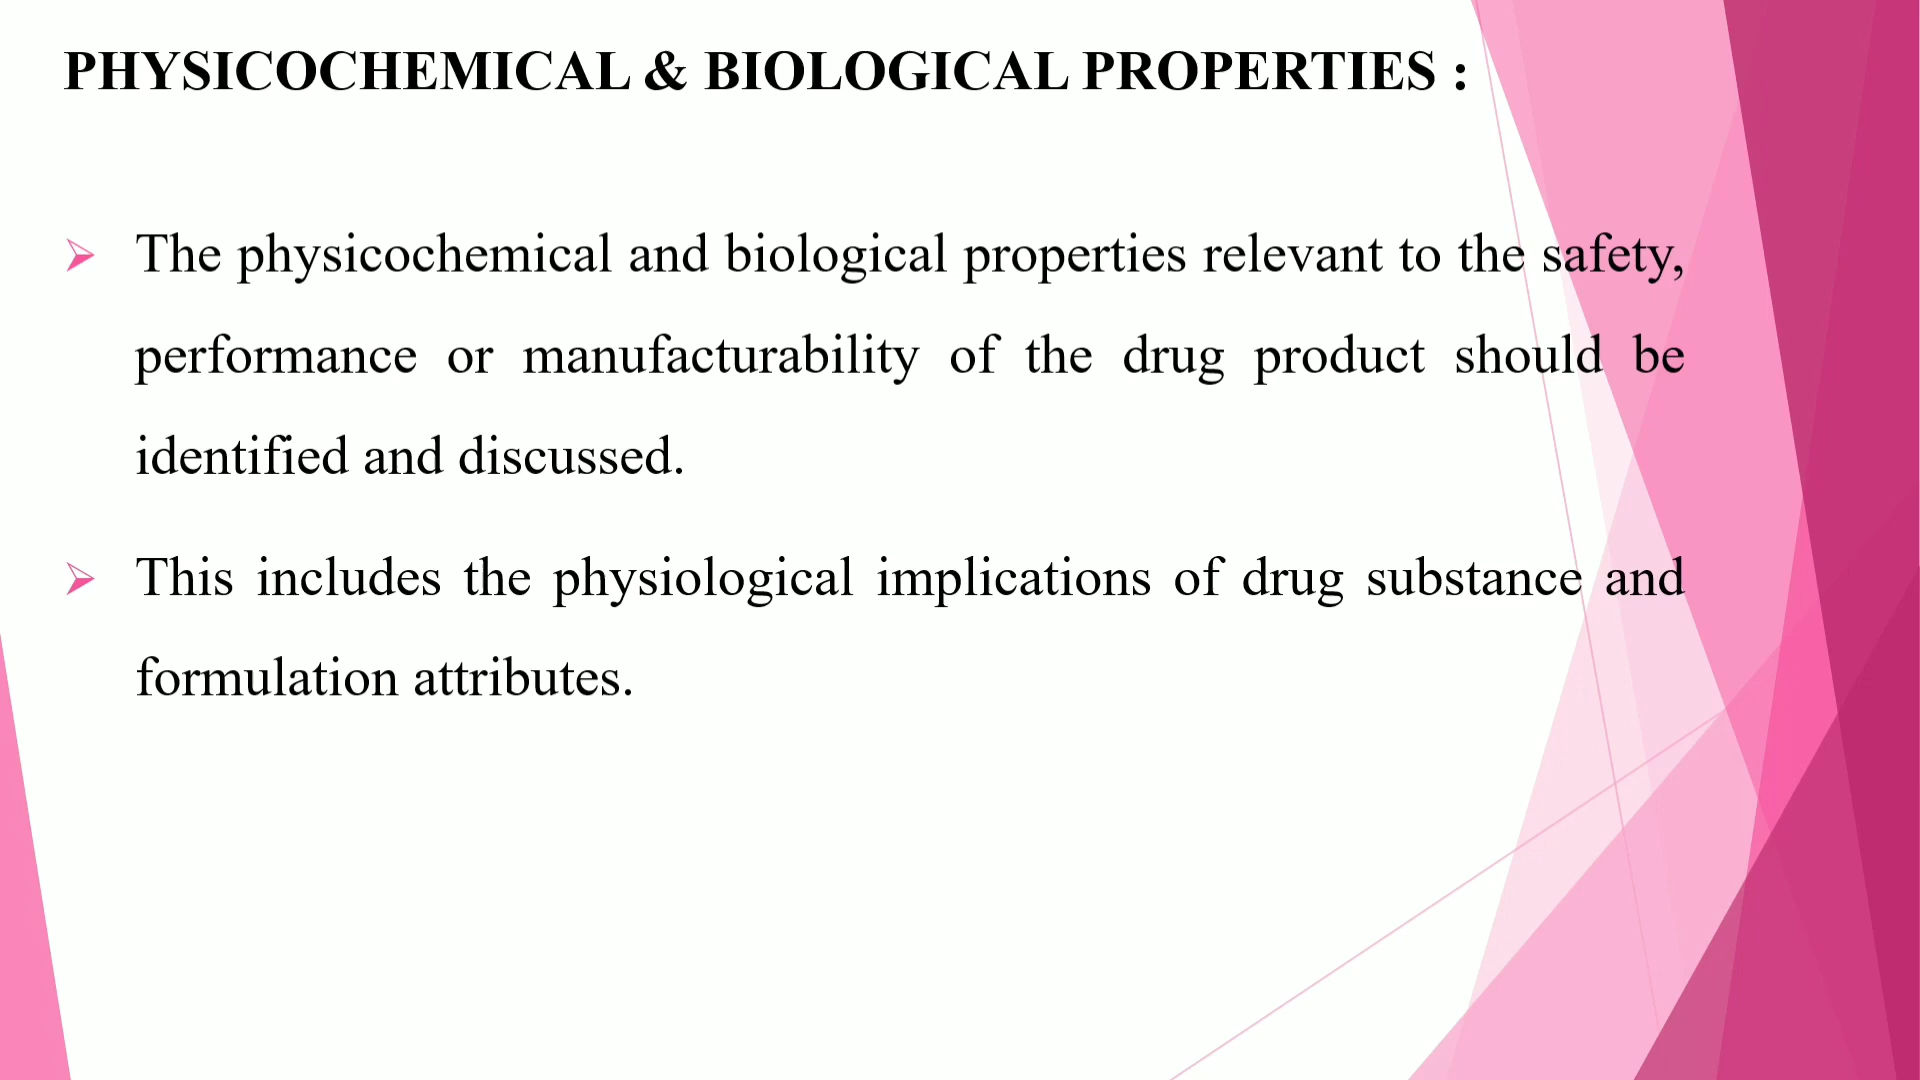 PHYSICOCHEMICAL & BIOLOGICAL PROPERTIES :
The physicochemical and biological properties relevant to the safety,
performance or manufacturability of the drug product should be
identified and discussed.
This includes the physiological implications of drug substance and
formulation attributes.